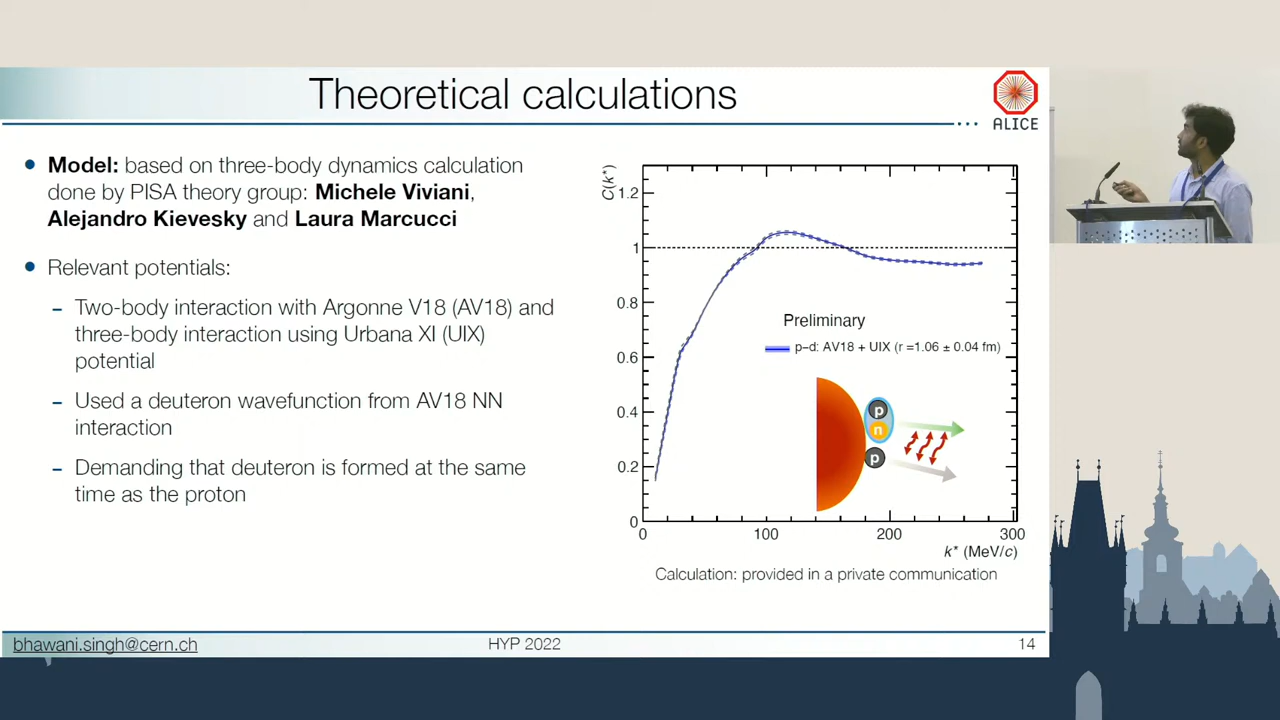 Theoretical calculations
ALICE
Model: based on three-body dynamics calculation
done by PISA theory group: Michele Viviani,
Alejandro Kievesky and Laura Marcucci
Relevant potentials:
– Two-body interaction with Argonne V18 (AV18) and
three-body interaction using Urbana XI (UIX)
potential
– Used a deuteron wavefunction from AV18 NN
interaction
– Demanding that deuteron is formed at the same
time as the proton
C(k*)
1.2
1
0.8
0.6
0.4
0.2
0
0
100
200
300
k* (MeV/c)
Preliminary
p–d: AV18 + UIX (r =1.06 ± 0.04 fm)
p
n
p
Calculation: provided in a private communication
bhawani.singh@cern.ch
HYP 2022
14